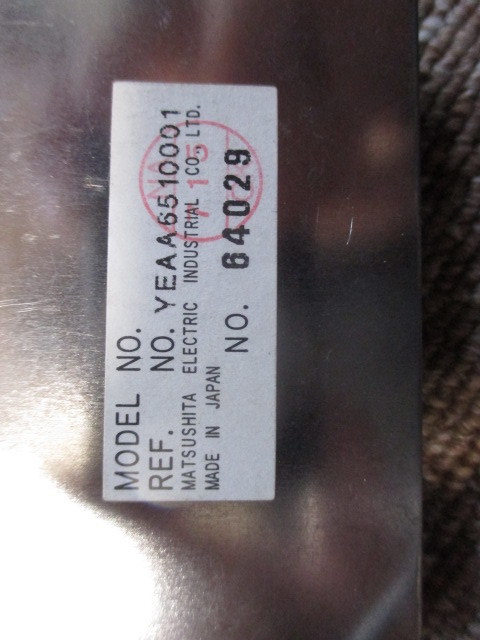 MODEL NO.
REF. NO. YEAA6510001
MATSUSHITA ELECTRIC INDUSTRIAL CO., LTD.
MADE IN JAPAN
NO. 64029